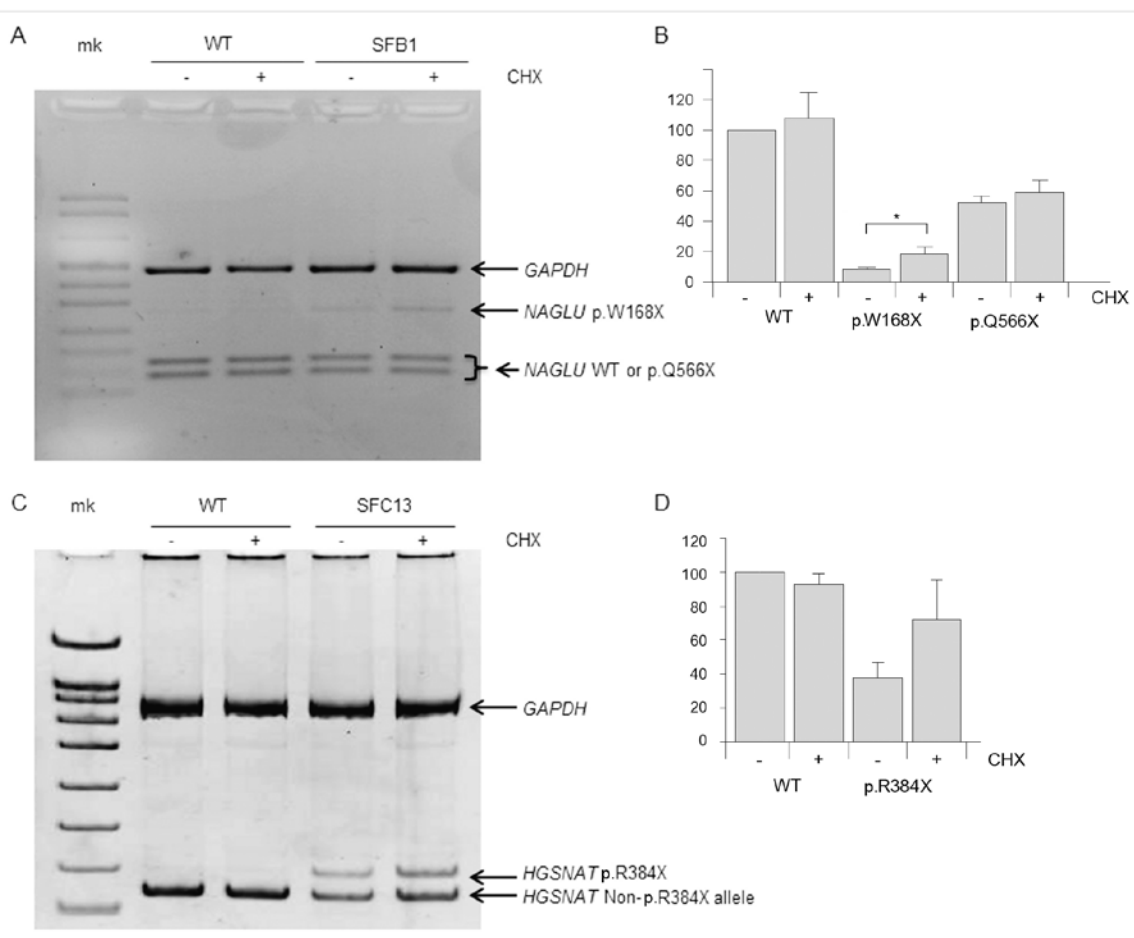 A
mk
WT
SFB1
- + - +
CHX
GAPDH
NAGLU p.W168X
NAGLU WT or p.Q566X
B
120
100
80
60
40
20
0
*
- + - + - +
CHX
WT
p.W168X
p.Q566X
C
mk
WT
SFC13
- + - +
CHX
GAPDH
HGSNAT p.R384X
HGSNAT Non-p.R384X allele
D
120
100
80
60
40
20
0
- + - +
CHX
WT
p.R384X